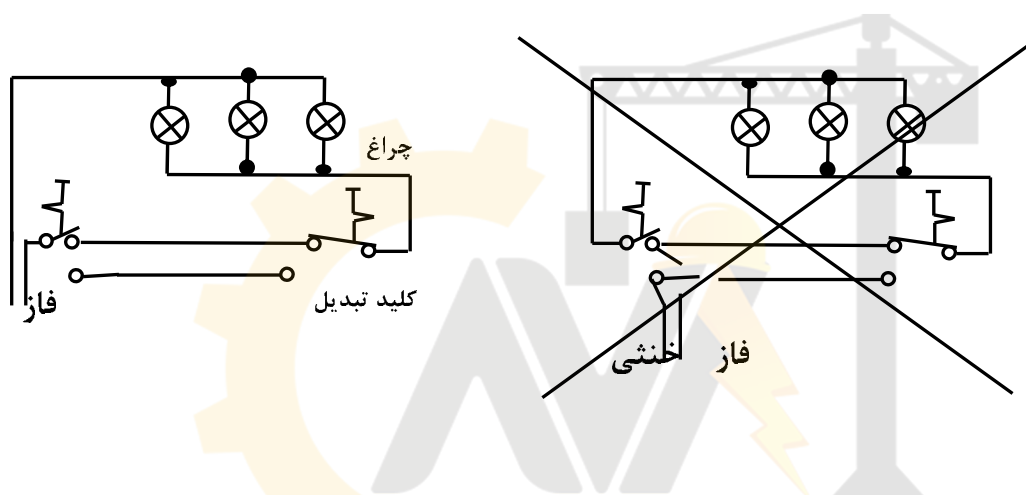 چراغ
فاز
کلید تبدیل
فاز
خنثی